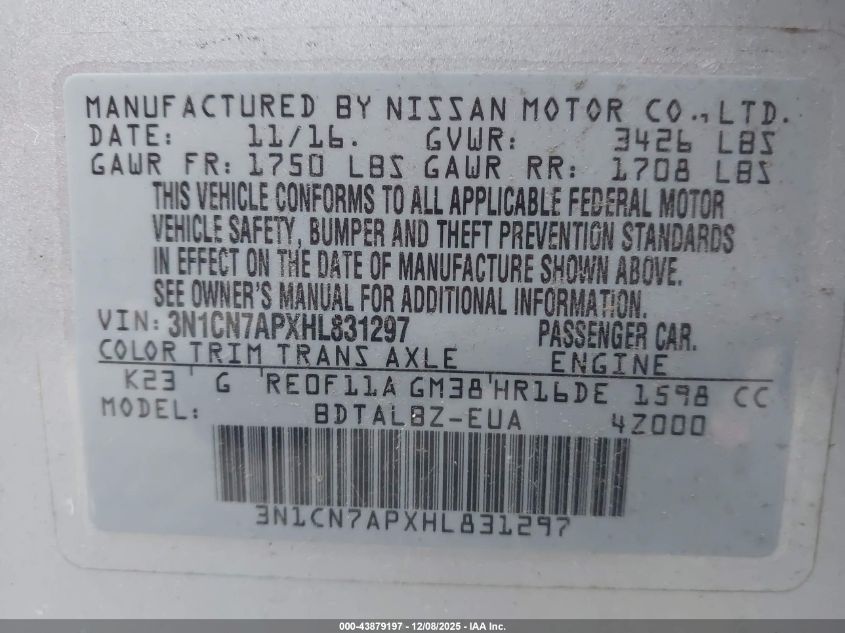 MANUFACTURED BY NISSAN MOTOR CO., LTD.
DATE: 11/16. GVWR: 3426 LBS
GAWR FR: 1750 LBS GAWR RR: 1708 LBS
THIS VEHICLE CONFORMS TO ALL APPLICABLE FEDERAL MOTOR
VEHICLE SAFETY, BUMPER AND THEFT PREVENTION STANDARDS
IN EFFECT ON THE DATE OF MANUFACTURE SHOWN ABOVE.
SEE OWNER'S MANUAL FOR ADDITIONAL INFORMATION.
VIN: 3N1CN7APXHL831297 PASSENGER CAR.
COLOR TRIM TRANS AXLE ENGINE
K23 G RE0F11A GM38 HR16DE 1598 CC
MODEL: BDTALBZ-EUA 4Z000
3N1CN7APXHL831297
000-43879197 - 12/08/2025 - IAA Inc.